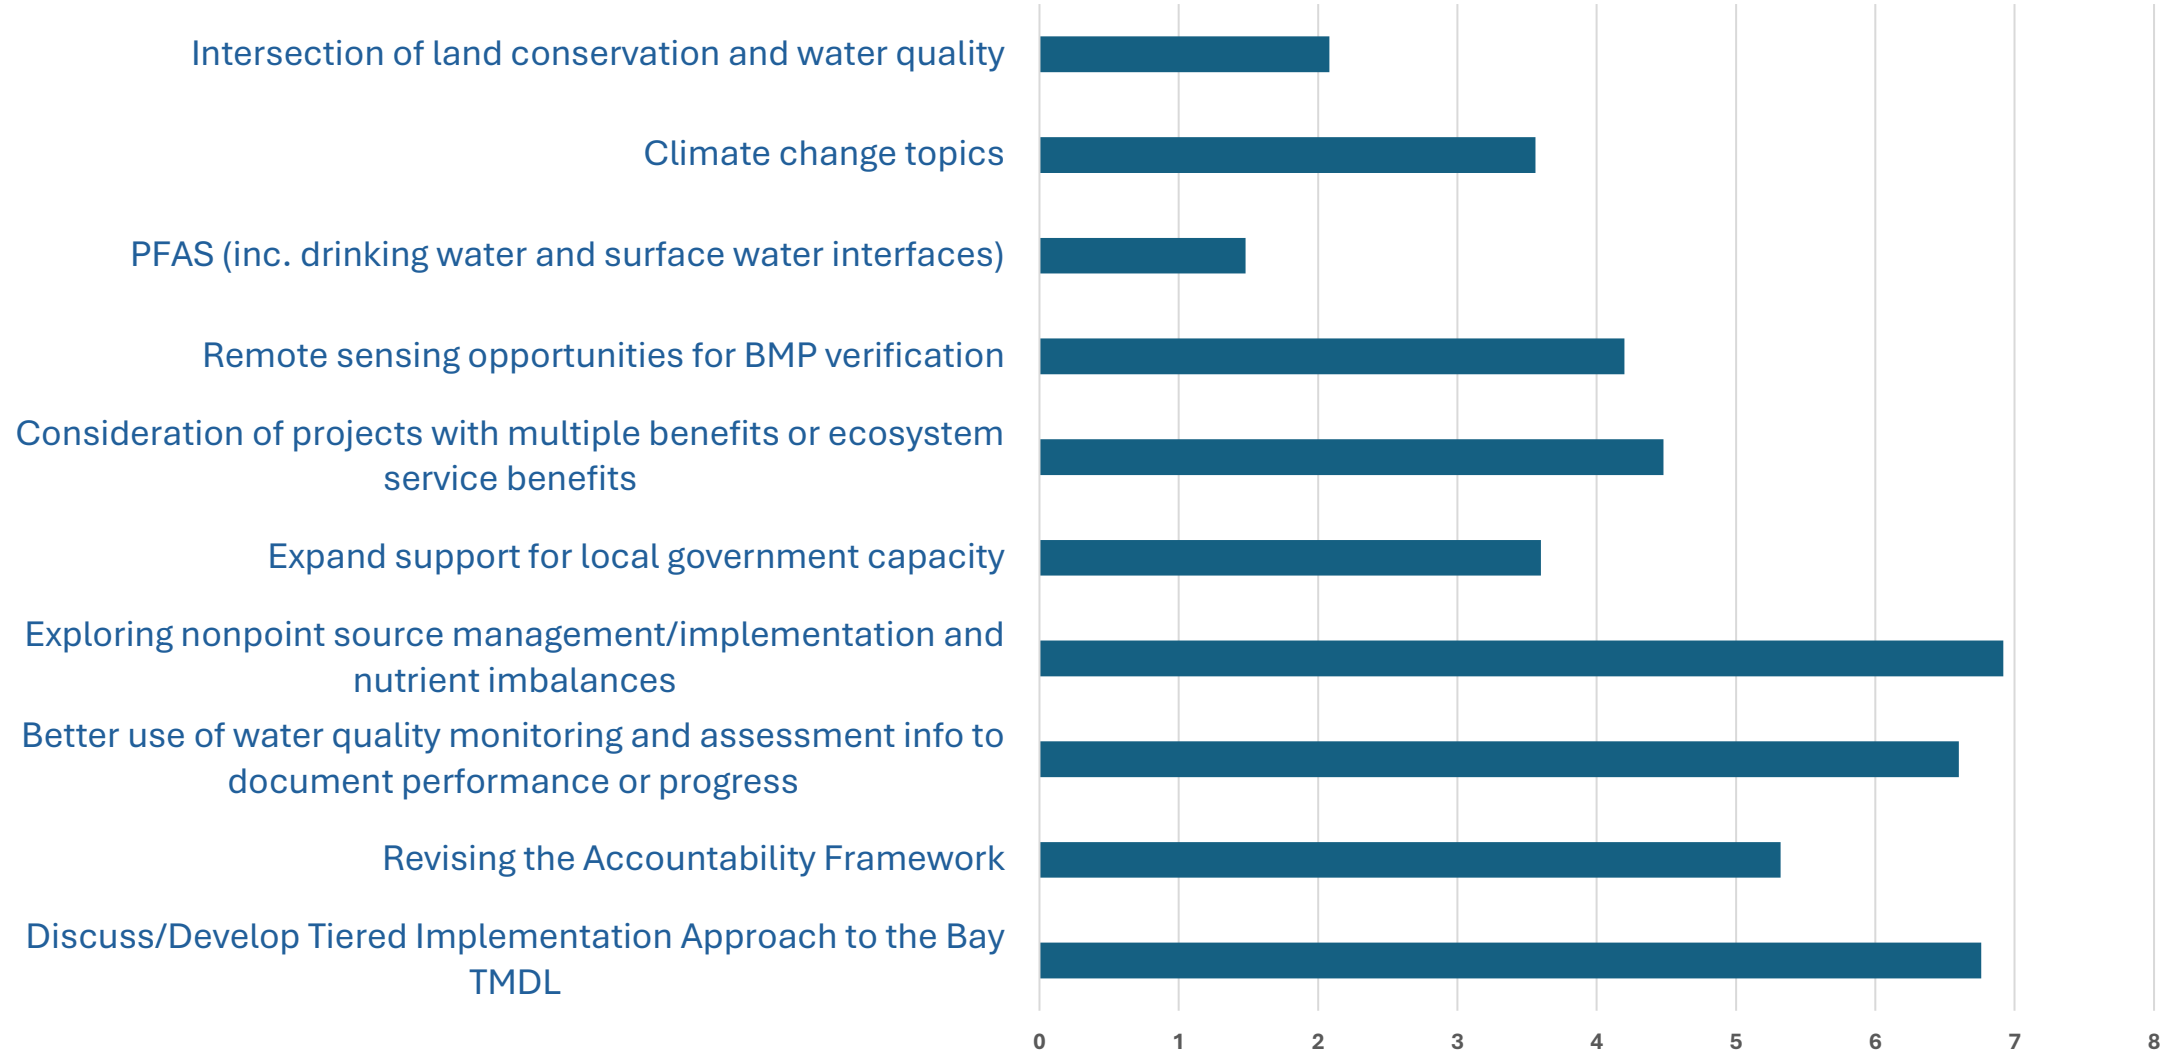 Intersection of land conservation and water quality
Climate change topics
PFAS (inc. drinking water and surface water interfaces)
Remote sensing opportunities for BMP verification
Consideration of projects with multiple benefits or ecosystem
service benefits
Expand support for local government capacity
Exploring nonpoint source management/implementation and
nutrient imbalances
Better use of water quality monitoring and assessment info to
document performance or progress
Revising the Accountability Framework
Discuss/Develop Tiered Implementation Approach to the Bay
TMDL
0 1 2 3 4 5 6 7 8